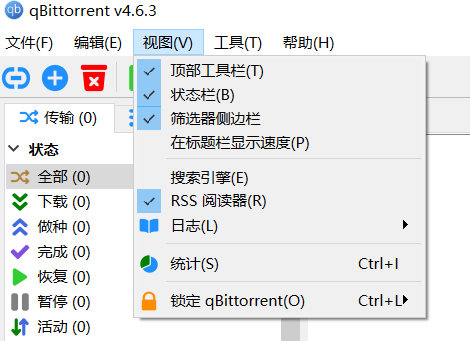 qBittorrent v4.6.3
文件(F) 编辑(E) 视图(V) 工具(T) 帮助(H)
顶部工具栏(T)
状态栏(B)
筛选器侧边栏
在标题栏显示速度(P)
搜索引擎(E)
RSS 阅读器(R)
日志(L)
统计(S) Ctrl+I
锁定 qBittorrent(O) Ctrl+L
传输 (0)
状态
全部 (0)
下载 (0)
做种 (0)
完成 (0)
恢复 (0)
暂停 (0)
活动 (0)